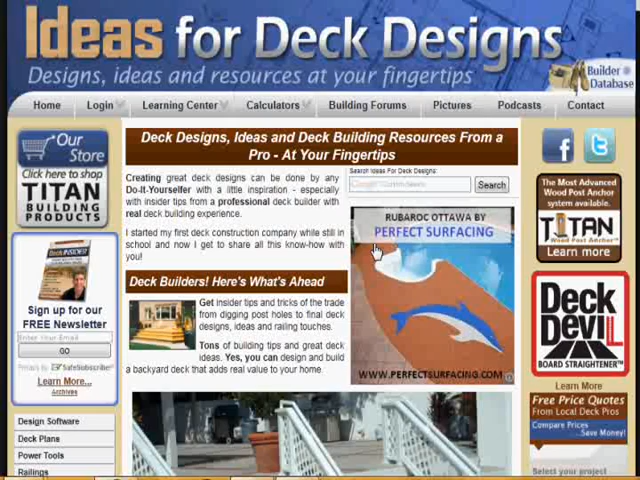 Ideas for Deck Designs
Designs, ideas and resources at your fingertips
Builder
Database
Home Login Learning Center Calculators Building Forums Pictures Podcasts Contact
Our
Store
Click here to shop
TITAN
BUILDING
PRODUCTS
Sign up for our
FREE Newsletter
Enter Your Email
GO
Learn More...
Archives
Design Software
Deck Plans
Power Tools
Railings
Deck Designs, Ideas and Deck Building Resources From a
Pro - At Your Fingertips
Creating great deck designs can be done by any
Do-It-Yourselfer with a little inspiration - especially
with insider tips from a professional deck builder with
real deck building experience.
I started my first deck construction company while still in
school and now I get to share all this know-how with
you!
Search Ideas For Deck Designs:
Search
RUBAROC OTTAWA BY
PERFECT SURFACING
WWW.PERFECTSURFACING.COM
Deck Builders! Here's What's Ahead
Get insider tips and tricks of the trade
from digging post holes to final deck
designs, ideas and railing touches.
Tons of building tips and great deck
ideas. Yes, you can design and build
a backyard deck that adds real value to your home.
f t
The Most Advanced
Wood Post Anchor
system available.
TITAN
Wood Post Anchor
Learn more
Deck
Devil
BOARD STRAIGHTENER™
Learn More
Free Price Quotes
From Local Deck Pros
Compare Prices
...Save Money!
Select your project